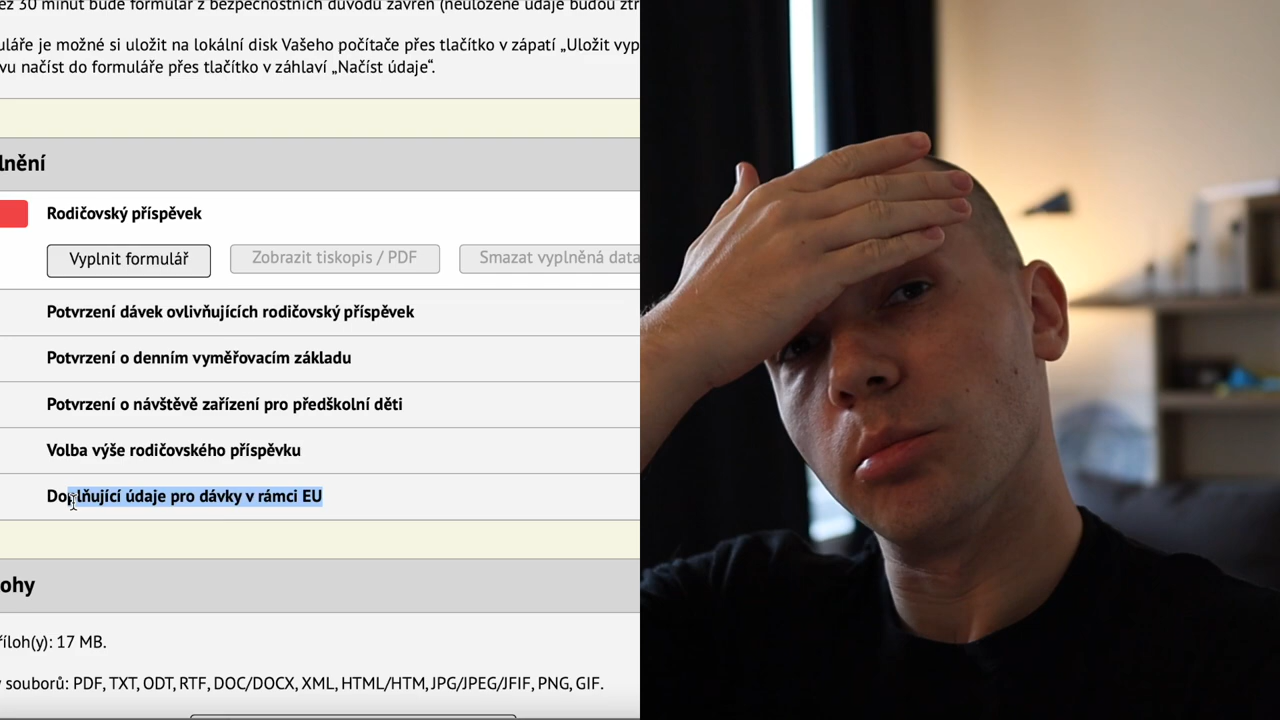 ez 30 minut bude formulář z bezpečnostních důvodů zavřen (neuložené údaje budou ztr
uláře je možné si uložit na lokální disk Vašeho počítače přes tlačítko v zápatí „Uložit vyp
vu načíst do formuláře přes tlačítko v záhlaví „Načíst údaje“.
lnění
Rodičovský příspěvek
Vyplnit formulář
Zobrazit tiskopis / PDF
Smazat vyplněná data
Potvrzení dávek ovlivňujících rodičovský příspěvek
Potvrzení o denním vyměřovacím základu
Potvrzení o návštěvě zařízení pro předškolní děti
Volba výše rodičovského příspěvku
Doplňující údaje pro dávky v rámci EU
ohy
říloh(y): 17 MB.
souborů: PDF, TXT, ODT, RTF, DOC/DOCX, XML, HTML/HTM, JPG/JPEG/JFIF, PNG, GIF.